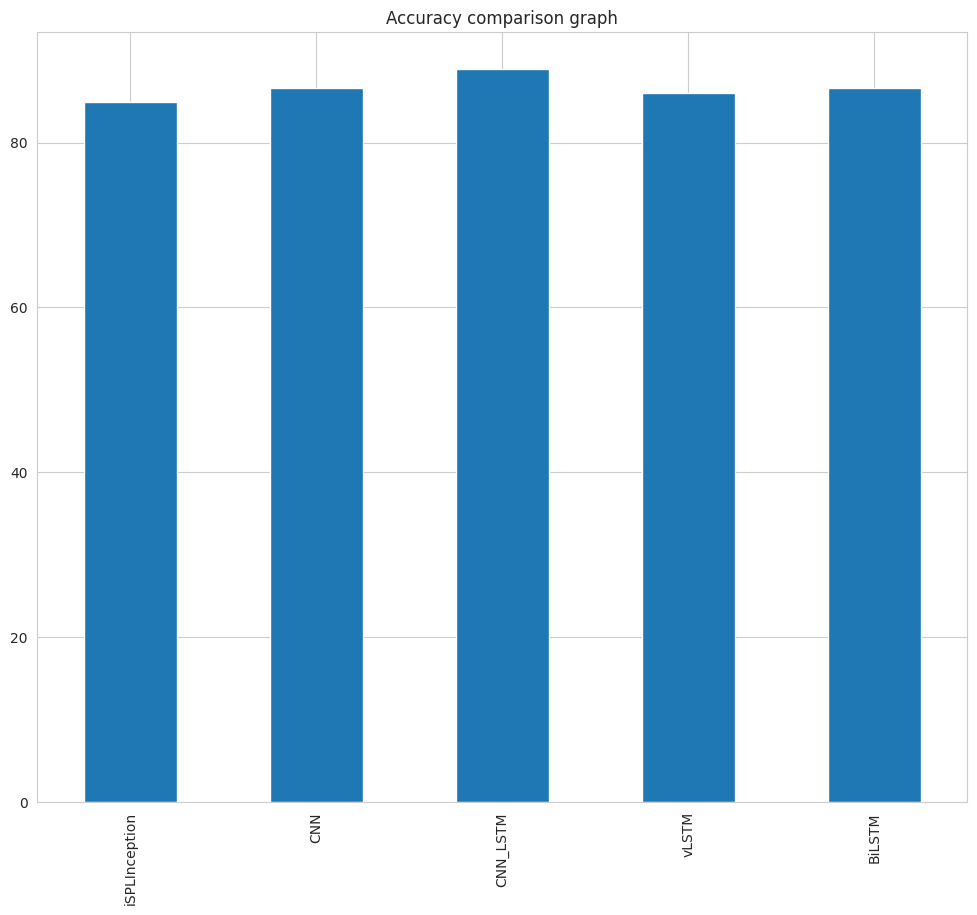 Accuracy comparison graph
80
60
40
20
0
iSPLInception
CNN
CNN_LSTM
vLSTM
BiLSTM